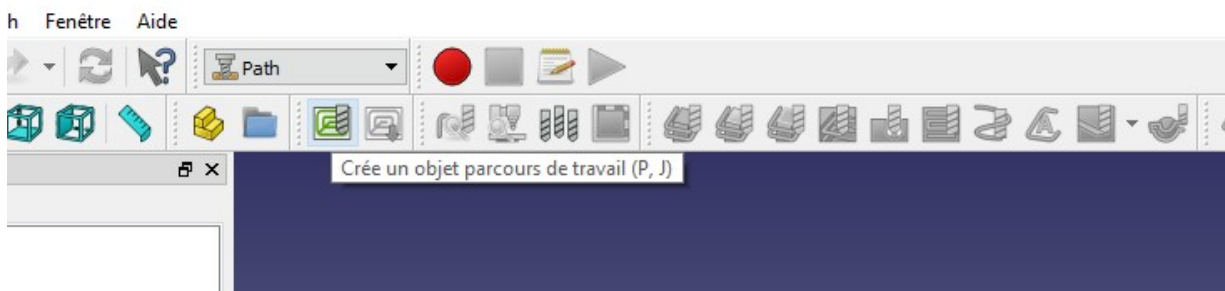 h Fenêtre Aide
Path
Crée un objet parcours de travail (P, J)